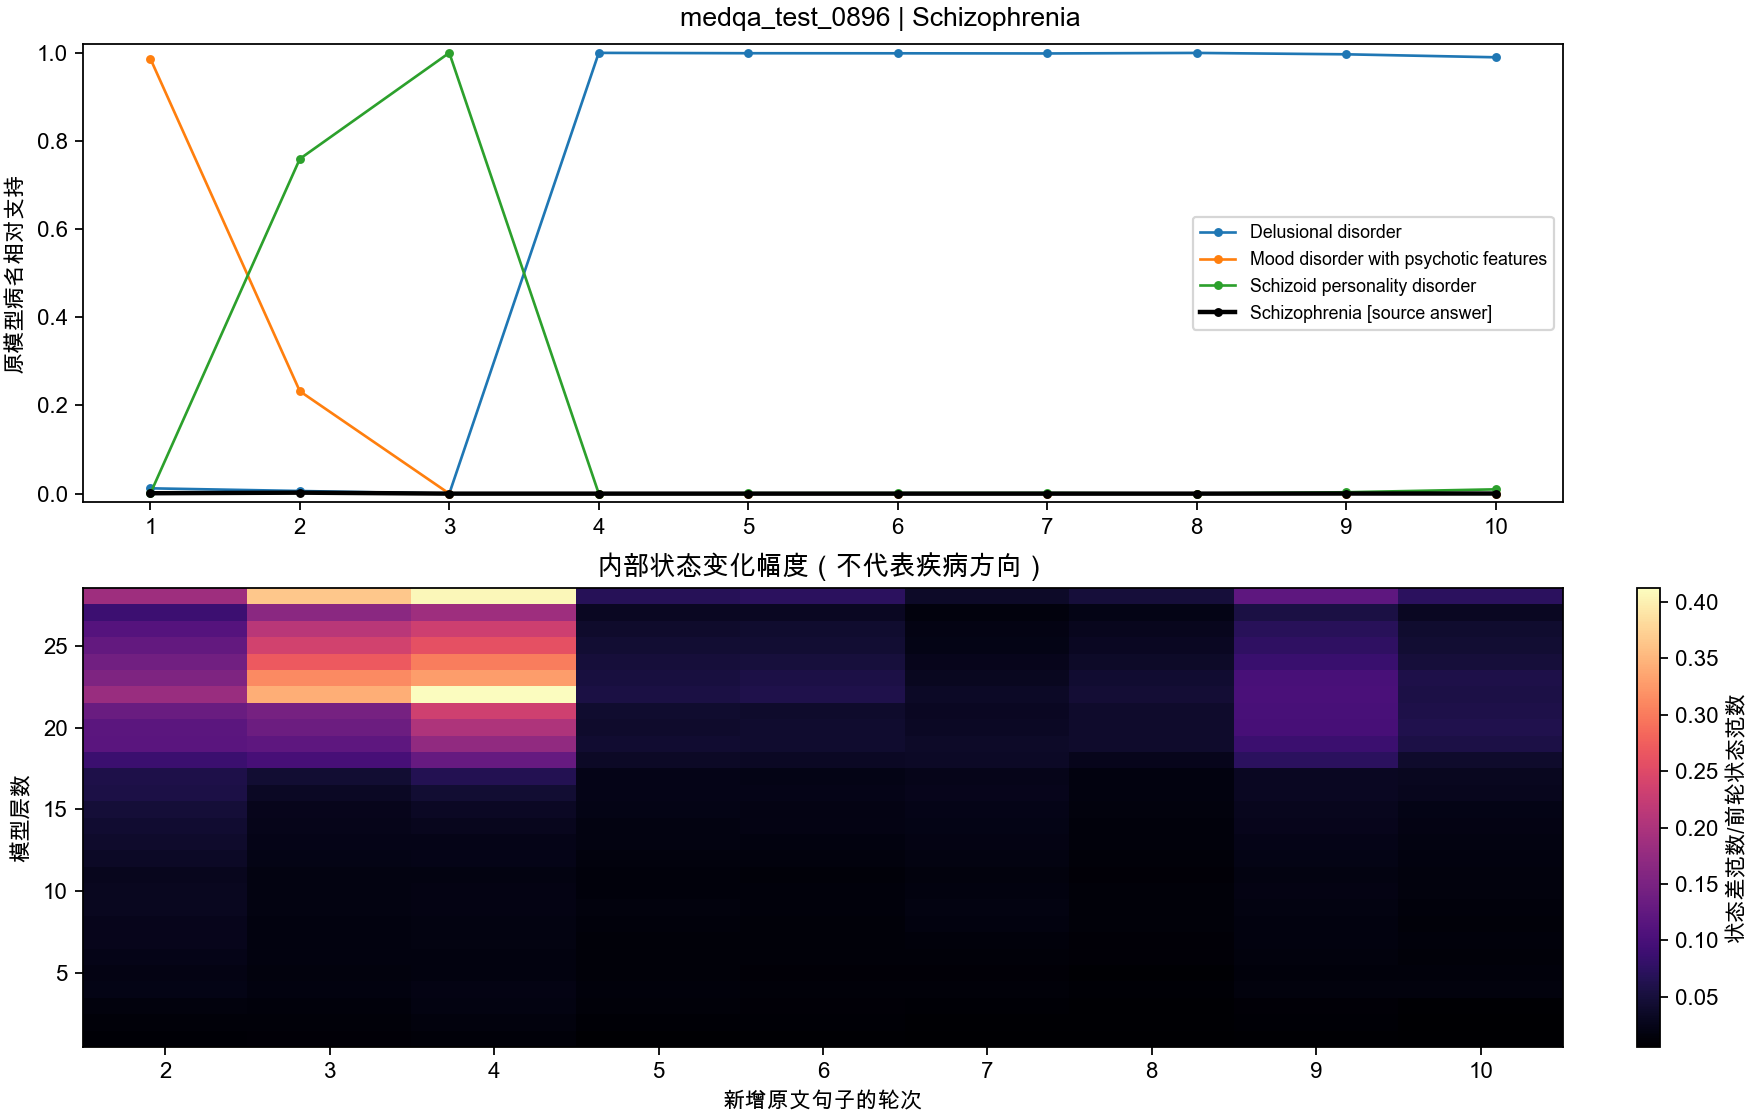 medqa_test_0896 | Schizophrenia
原模型病名相对支持
1.0
0.8
0.6
0.4
0.2
0.0
Delusional disorder
Mood disorder with psychotic features
Schizoid personality disorder
Schizophrenia [source answer]
1 2 3 4 5 6 7 8 9 10
内部状态变化幅度（不代表疾病方向）
模型层数
25
20
15
10
5
2 3 4 5 6 7 8 9 10
新增原文句子的轮次
0.40
0.35
0.30
0.25
0.20
0.15
0.10
0.05
状态差范数/前轮状态范数